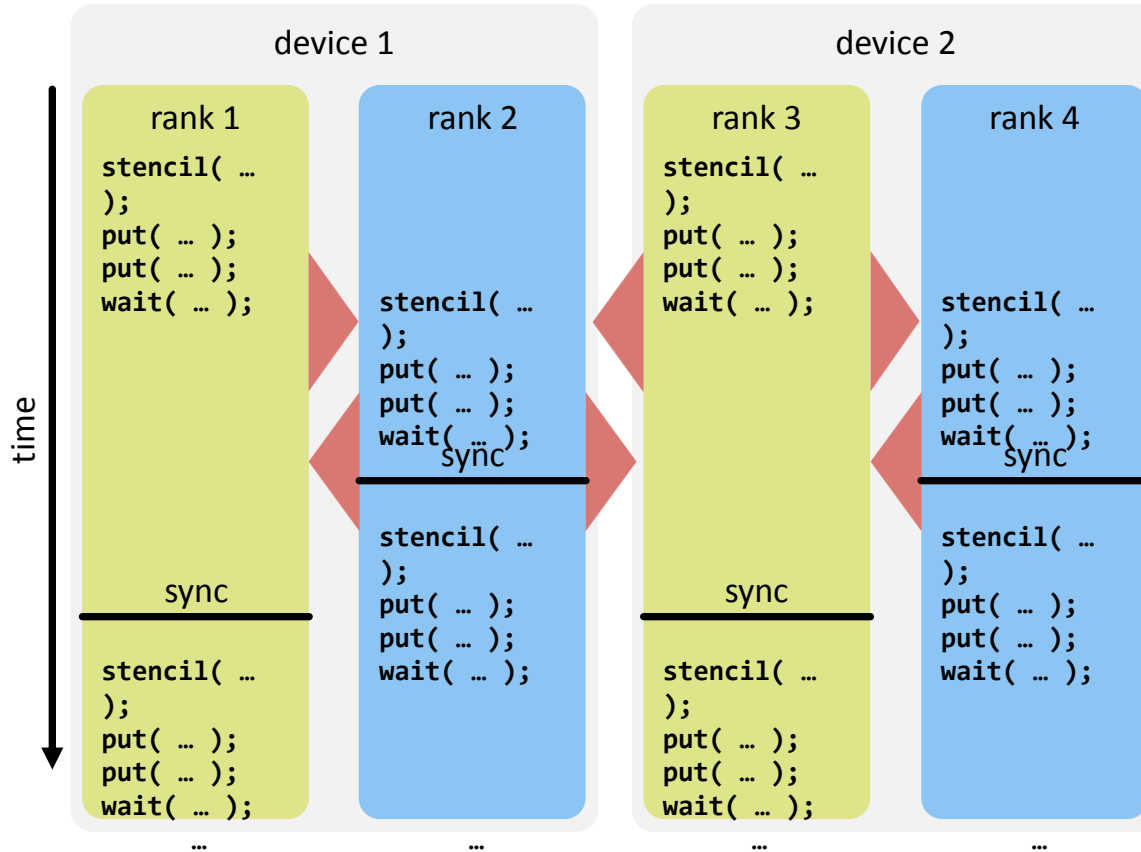 device 1
device 2
time
rank 1
stencil( …
);
put( … );
put( … );
wait( … );
sync
stencil( …
);
put( … );
put( … );
wait( … );
…
rank 2
stencil( …
);
put( … );
put( … );
wait( … );
sync
stencil( …
);
put( … );
put( … );
wait( … );
…
rank 3
stencil( …
);
put( … );
put( … );
wait( … );
sync
stencil( …
);
put( … );
put( … );
wait( … );
…
rank 4
stencil( …
);
put( … );
put( … );
wait( … );
sync
stencil( …
);
put( … );
put( … );
wait( … );
…